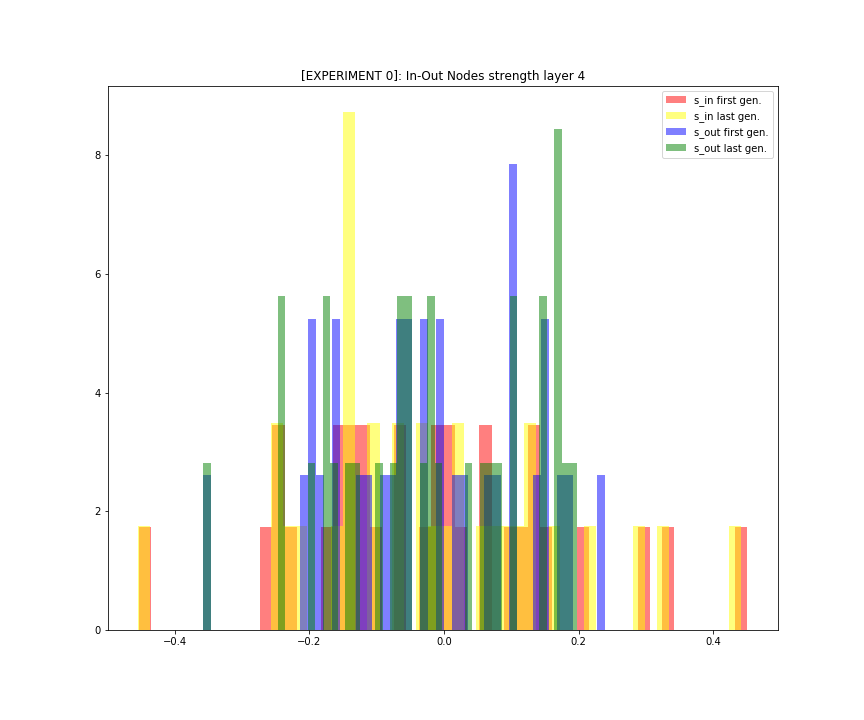 [EXPERIMENT 0]: In-Out Nodes strength layer 4
s_in first gen.
s_in last gen.
s_out first gen.
s_out last gen.
8
6
4
2
0
−0.4 −0.2 0.0 0.2 0.4